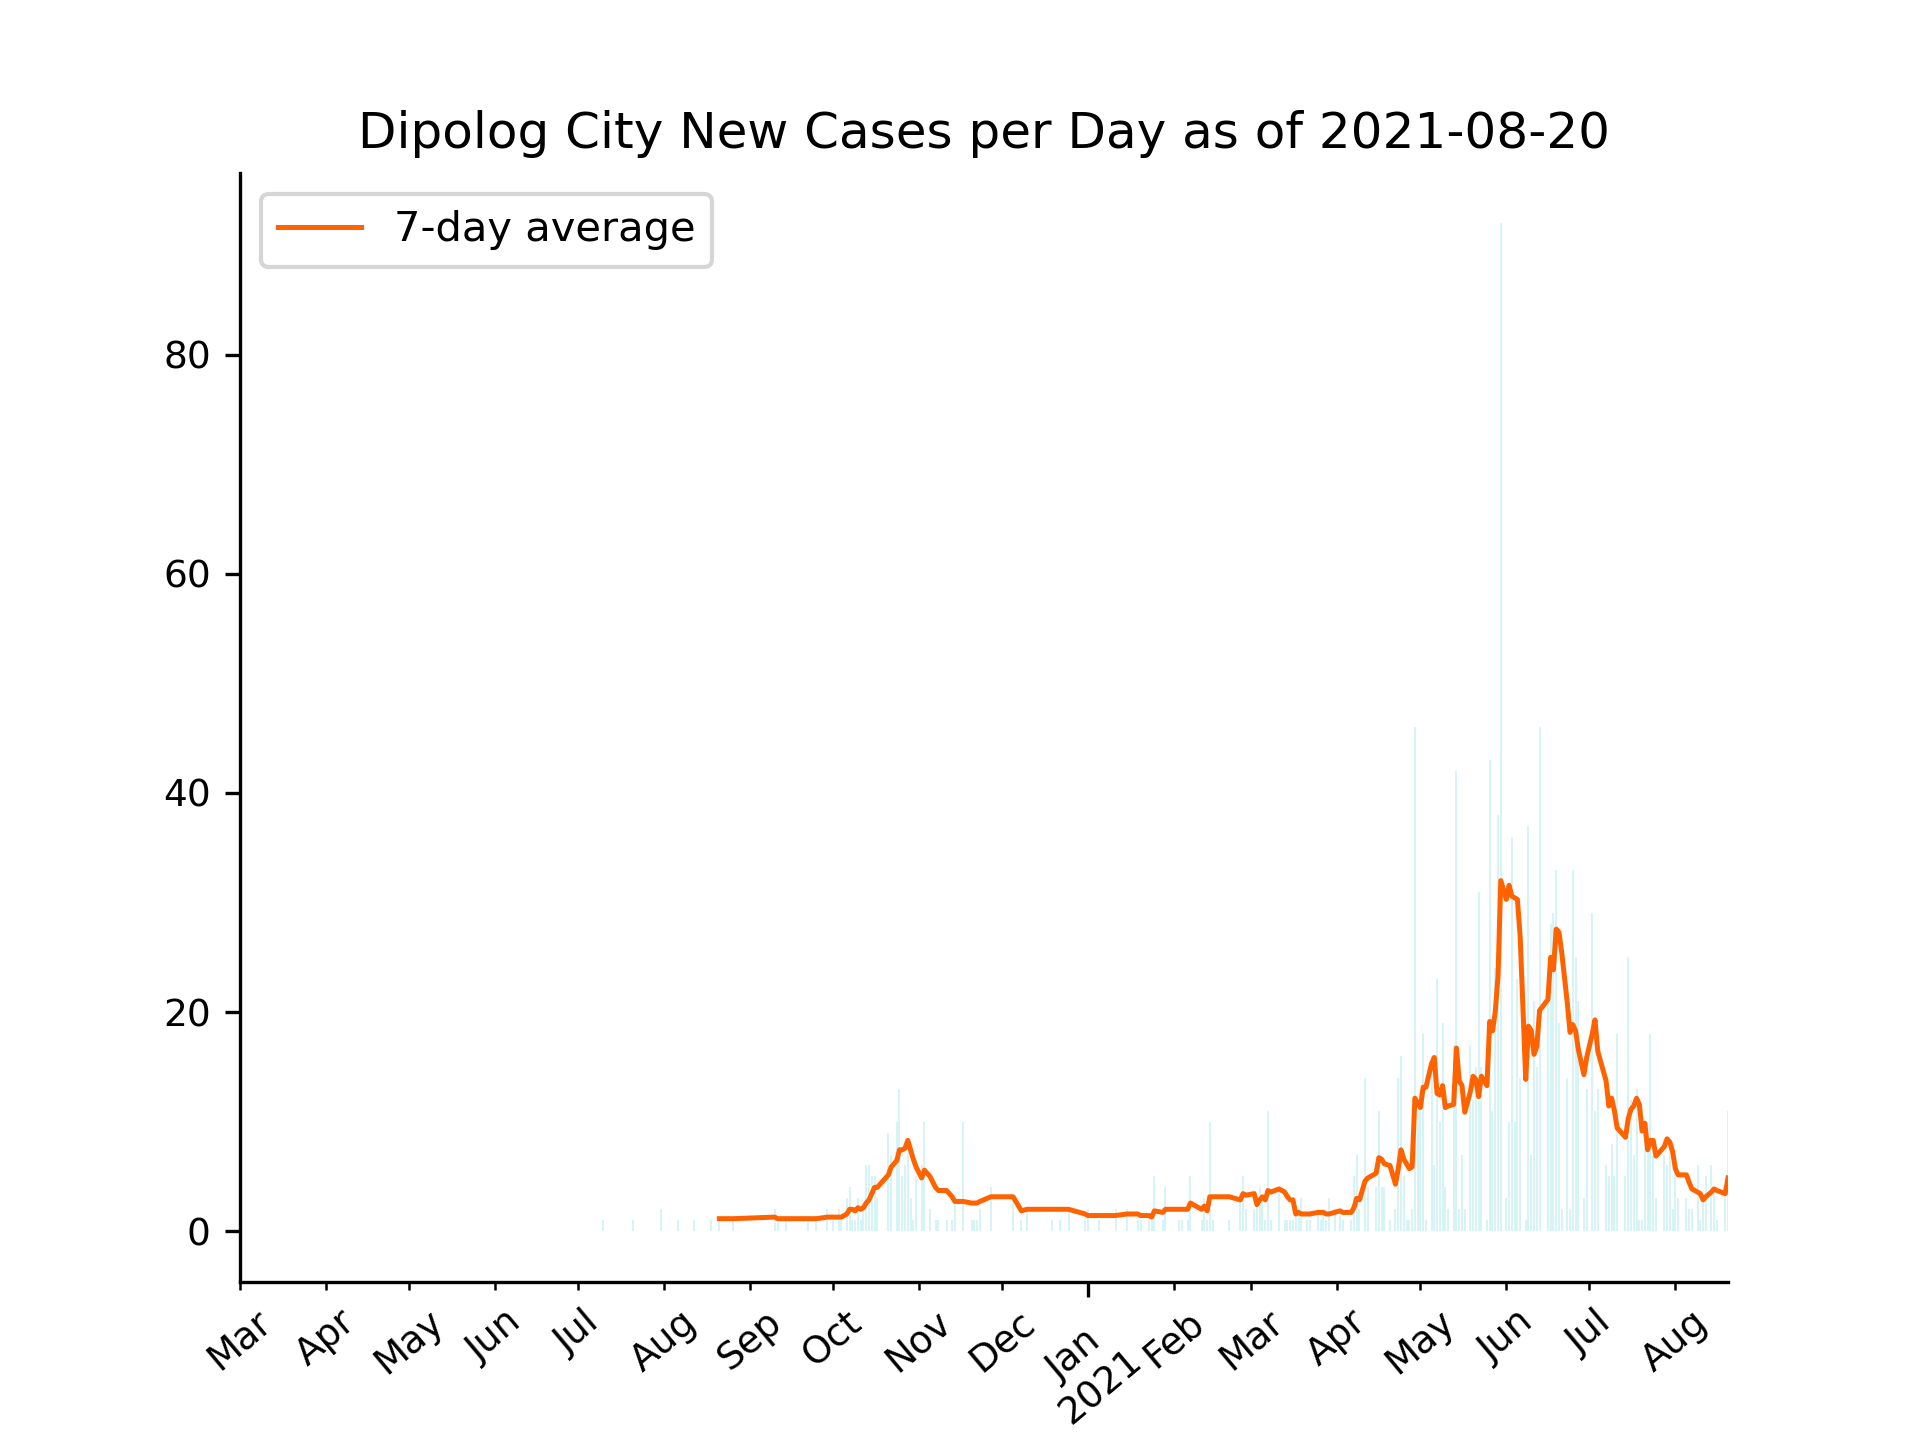 Dipolog City New Cases per Day as of 2021-08-20
7-day average
80
60
40
20
0
Mar Apr May Jun Jul Aug Sep Oct Nov Dec Jan Feb Mar Apr May Jun Jul Aug
2021